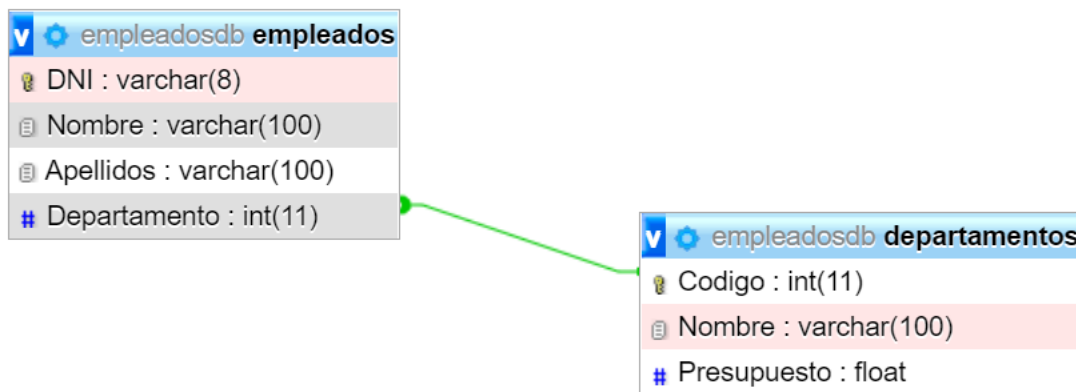 v empleadosdb empleados
DNI : varchar(8)
Nombre : varchar(100)
Apellidos : varchar(100)
# Departamento : int(11)
v empleadosdb departamentos
Codigo : int(11)
Nombre : varchar(100)
# Presupuesto : float